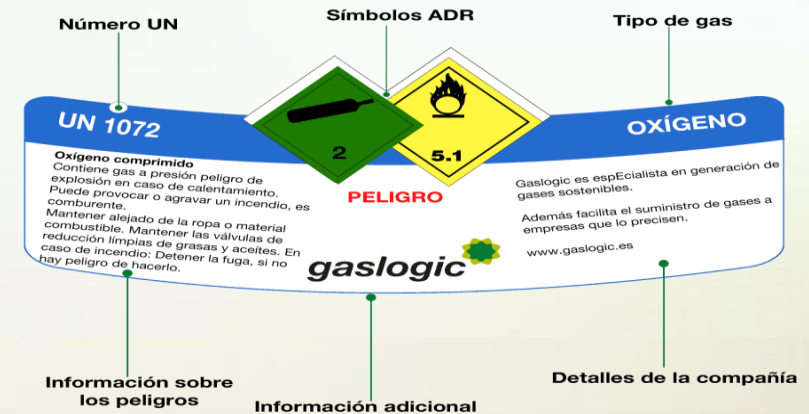 Número UN
Símbolos ADR
Tipo de gas
UN 1072
2
5.1
OXÍGENO
PELIGRO
Oxígeno comprimido
Contiene gas a presión peligro de
explosión en caso de calentamiento.
Puede provocar o agravar un incendio, es
comburente.
Mantener alejado de la ropa o material
combustible. Mantener las válvulas de
reducción límpias de grasas y aceítes. En
caso de incendio: Detener la fuga, si no
hay peligro de hacerlo.
gaslogic
Gaslogic es espEcialista en generación de
gases sostenibles.
Además facilita el suministro de gases a
empresas que lo precisen.
www.gaslogic.es
Información sobre
los peligros
Información adicional
Detalles de la compañía